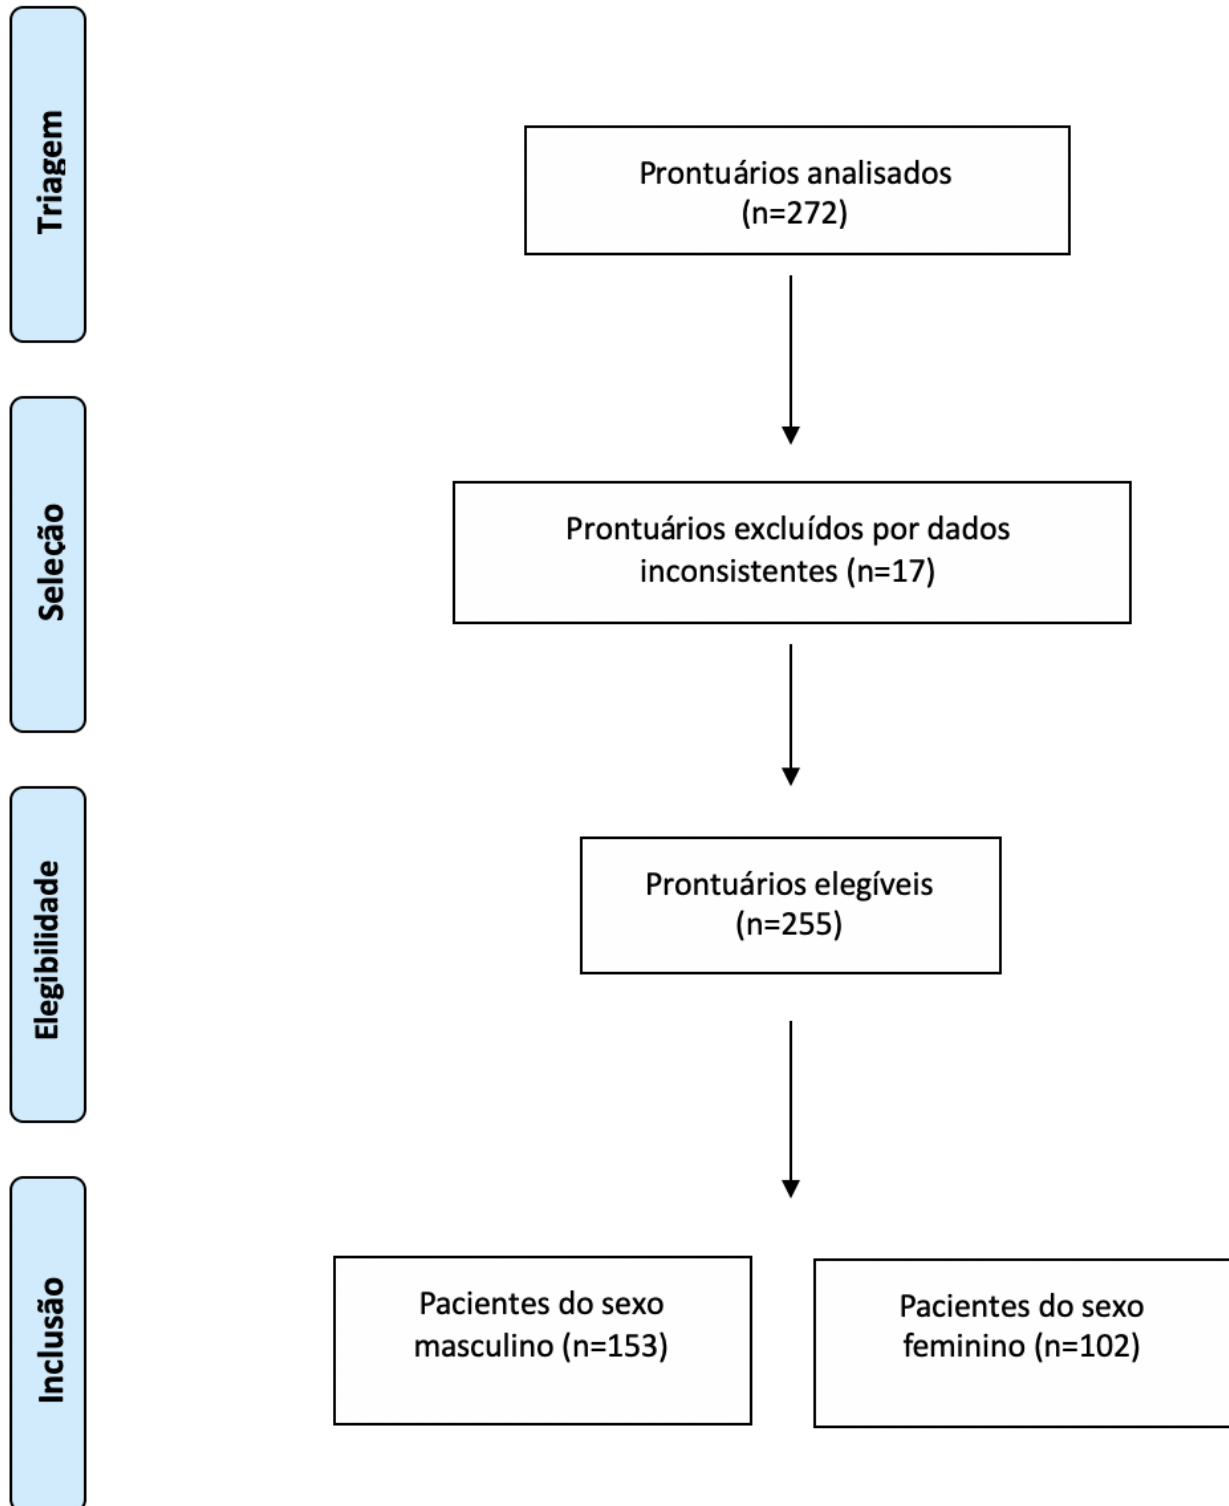 Triagem
Prontuários analisados
(n=272)
Seleção
Prontuários excluídos por dados
inconsistentes (n=17)
Elegibilidade
Prontuários elegíveis
(n=255)
Inclusão
Pacientes do sexo
masculino (n=153)
Pacientes do sexo
feminino (n=102)